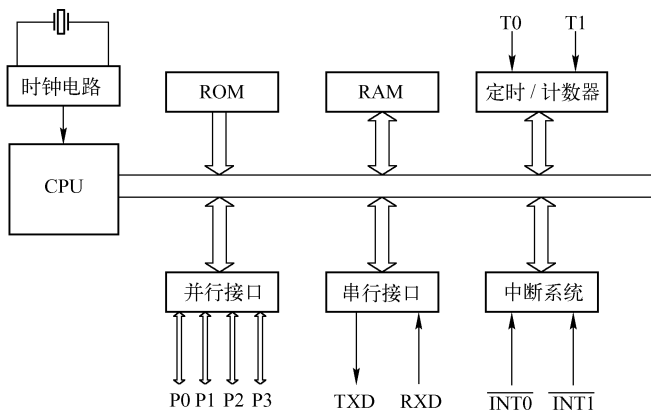 T0 T1
时钟电路 ROM RAM 定时 / 计数器
CPU
并行接口 串行接口 中断系统
P0 P1 P2 P3 TXD RXD INT0 INT1